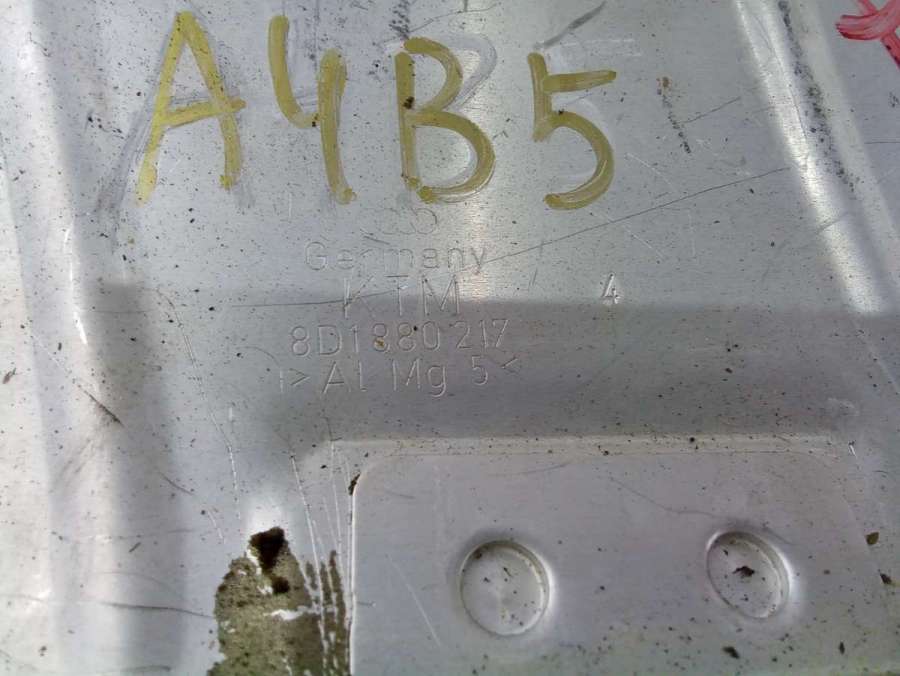 A4B5
Germany
KTM 4
8D1880217
>Al Mg 5<